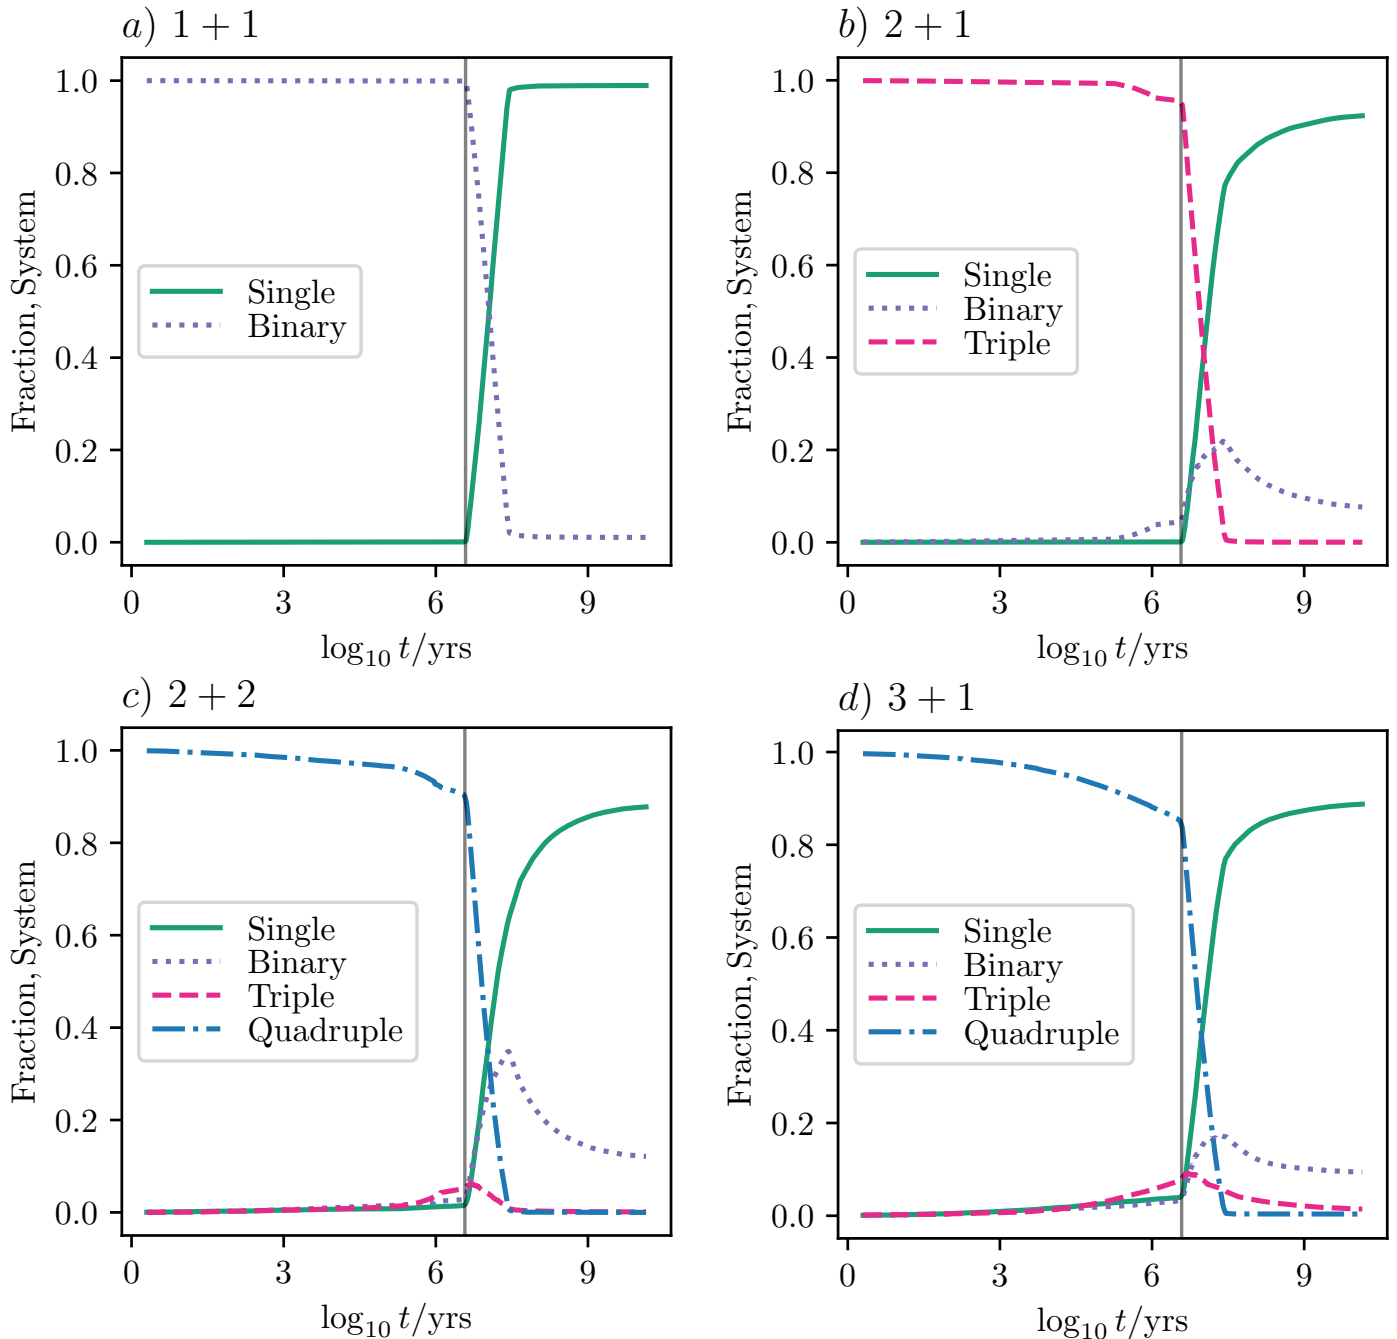 a) 1 + 1
1.0
0.8
0.6
0.4
0.2
0.0
Fraction, System
Single
Binary
0 3 6 9
log₁₀ t/yrs
b) 2 + 1
1.0
0.8
0.6
0.4
0.2
0.0
Fraction, System
Single
Binary
Triple
0 3 6 9
log₁₀ t/yrs
c) 2 + 2
1.0
0.8
0.6
0.4
0.2
0.0
Fraction, System
Single
Binary
Triple
Quadruple
0 3 6 9
log₁₀ t/yrs
d) 3 + 1
1.0
0.8
0.6
0.4
0.2
0.0
Fraction, System
Single
Binary
Triple
Quadruple
0 3 6 9
log₁₀ t/yrs